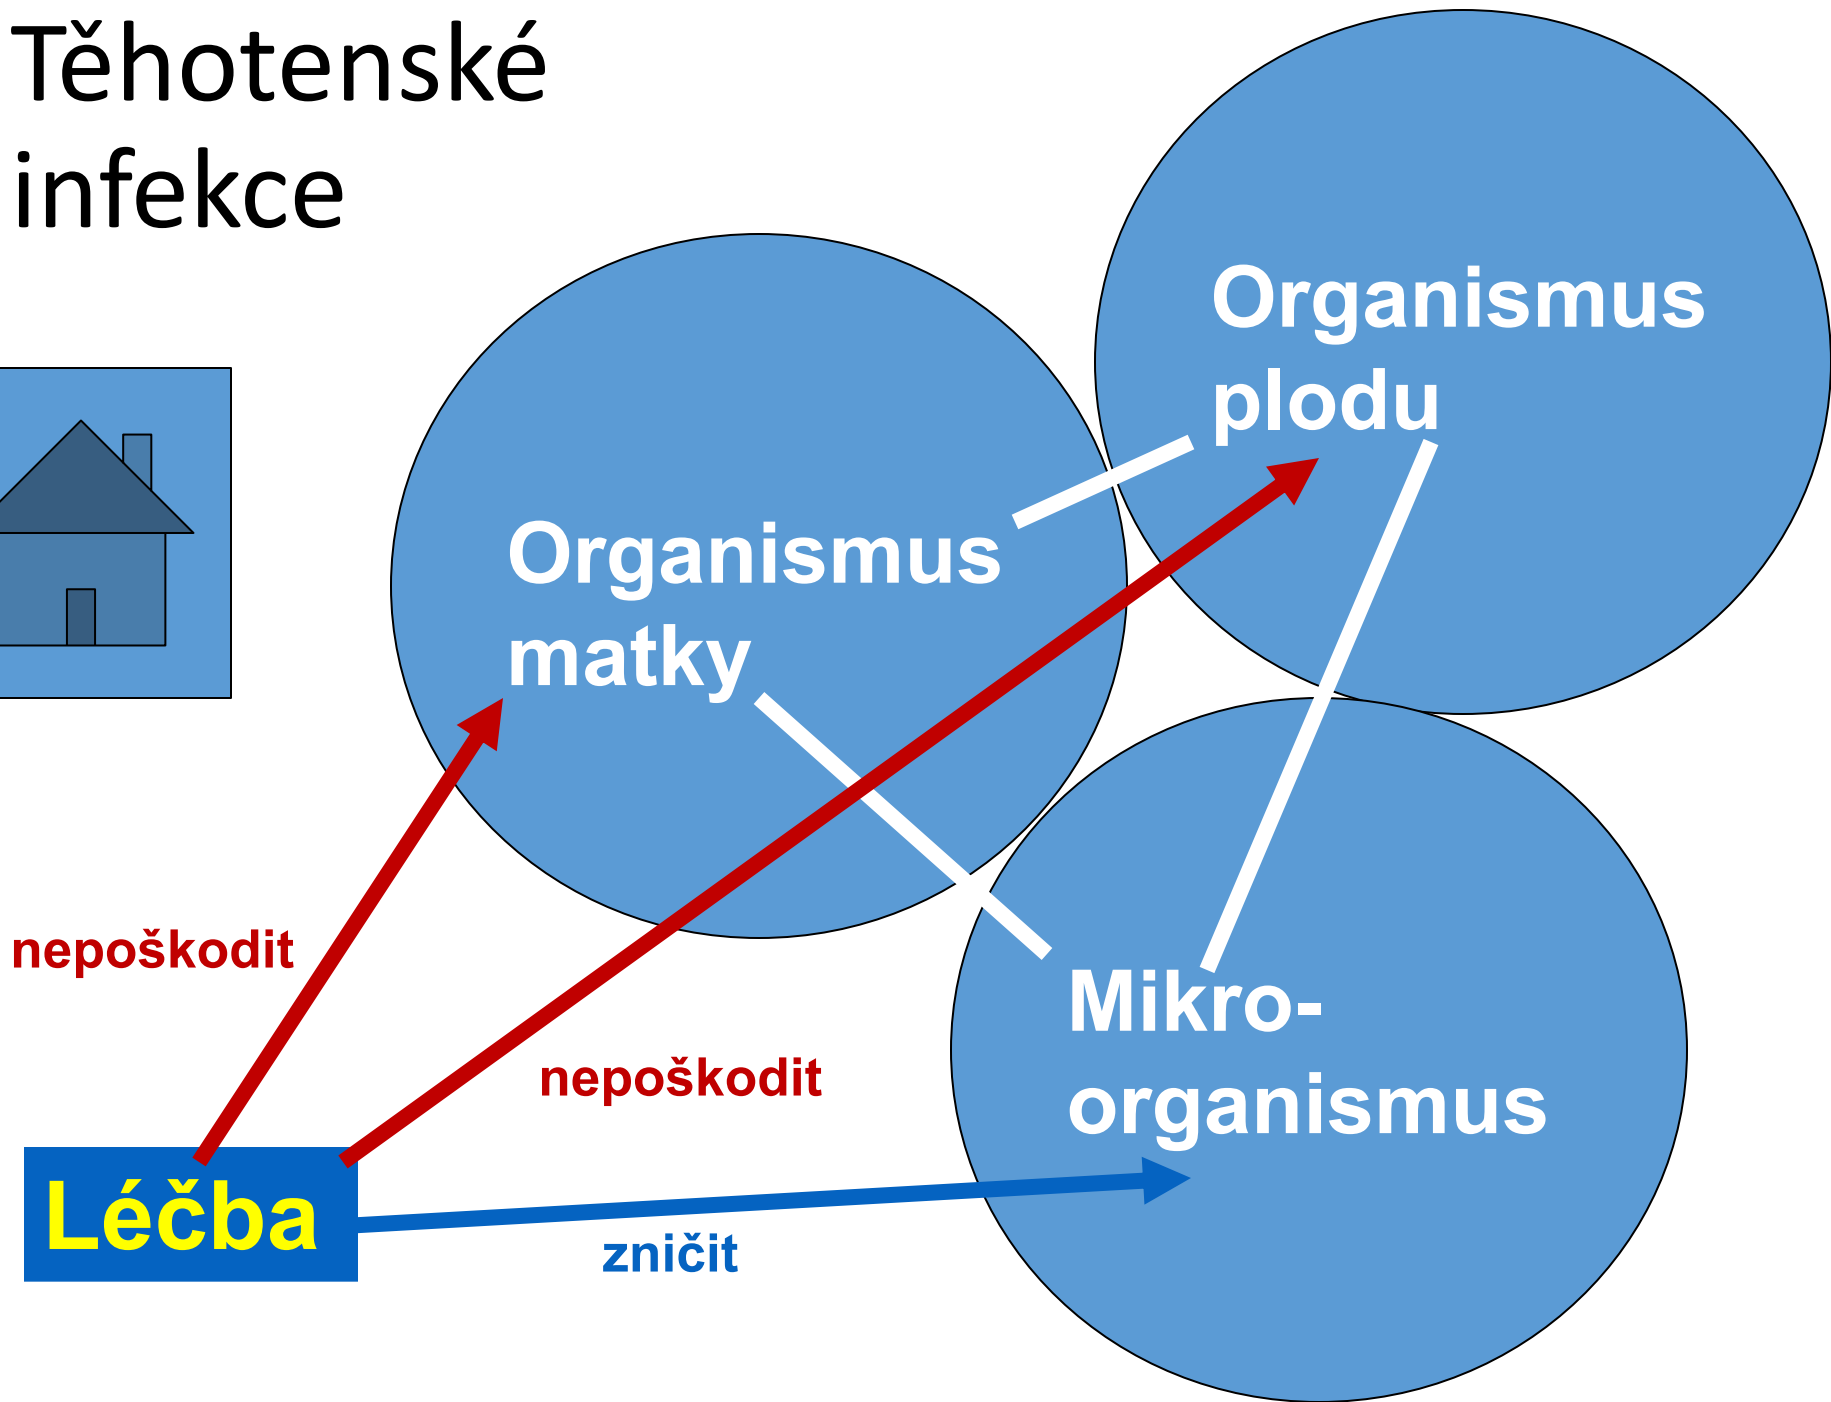 Těhotenské
infekce
Organismus
plodu
Organismus
matky
nepoškodit
Mikro-
organismus
nepoškodit
Léčba
zničit